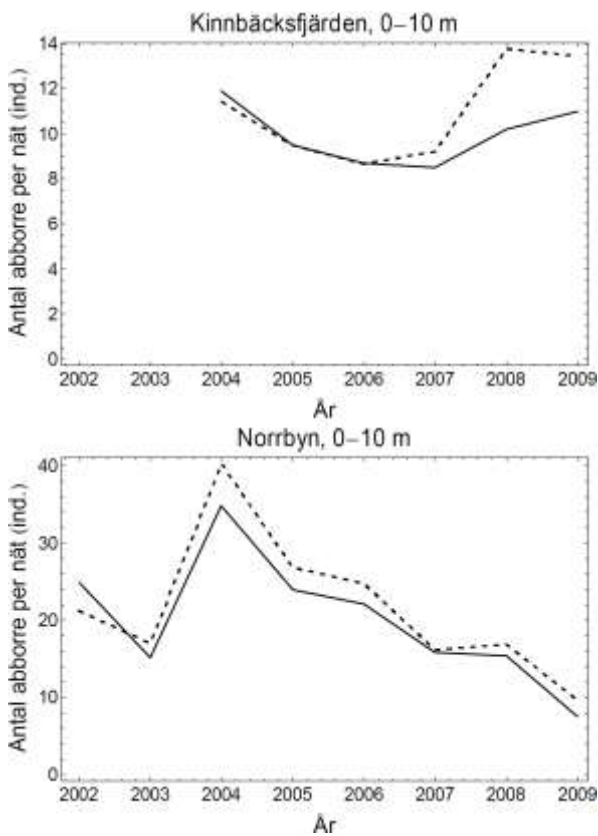 Kinnbäcksfjärden, 0–10 m
Antal abborre per nät (ind.)
14
12
10
8
6
4
2
0
2002 2003 2004 2005 2006 2007 2008 2009
År
Norrbyn, 0–10 m
Antal abborre per nät (ind.)
40
30
20
10
0
2002 2003 2004 2005 2006 2007 2008 2009
År